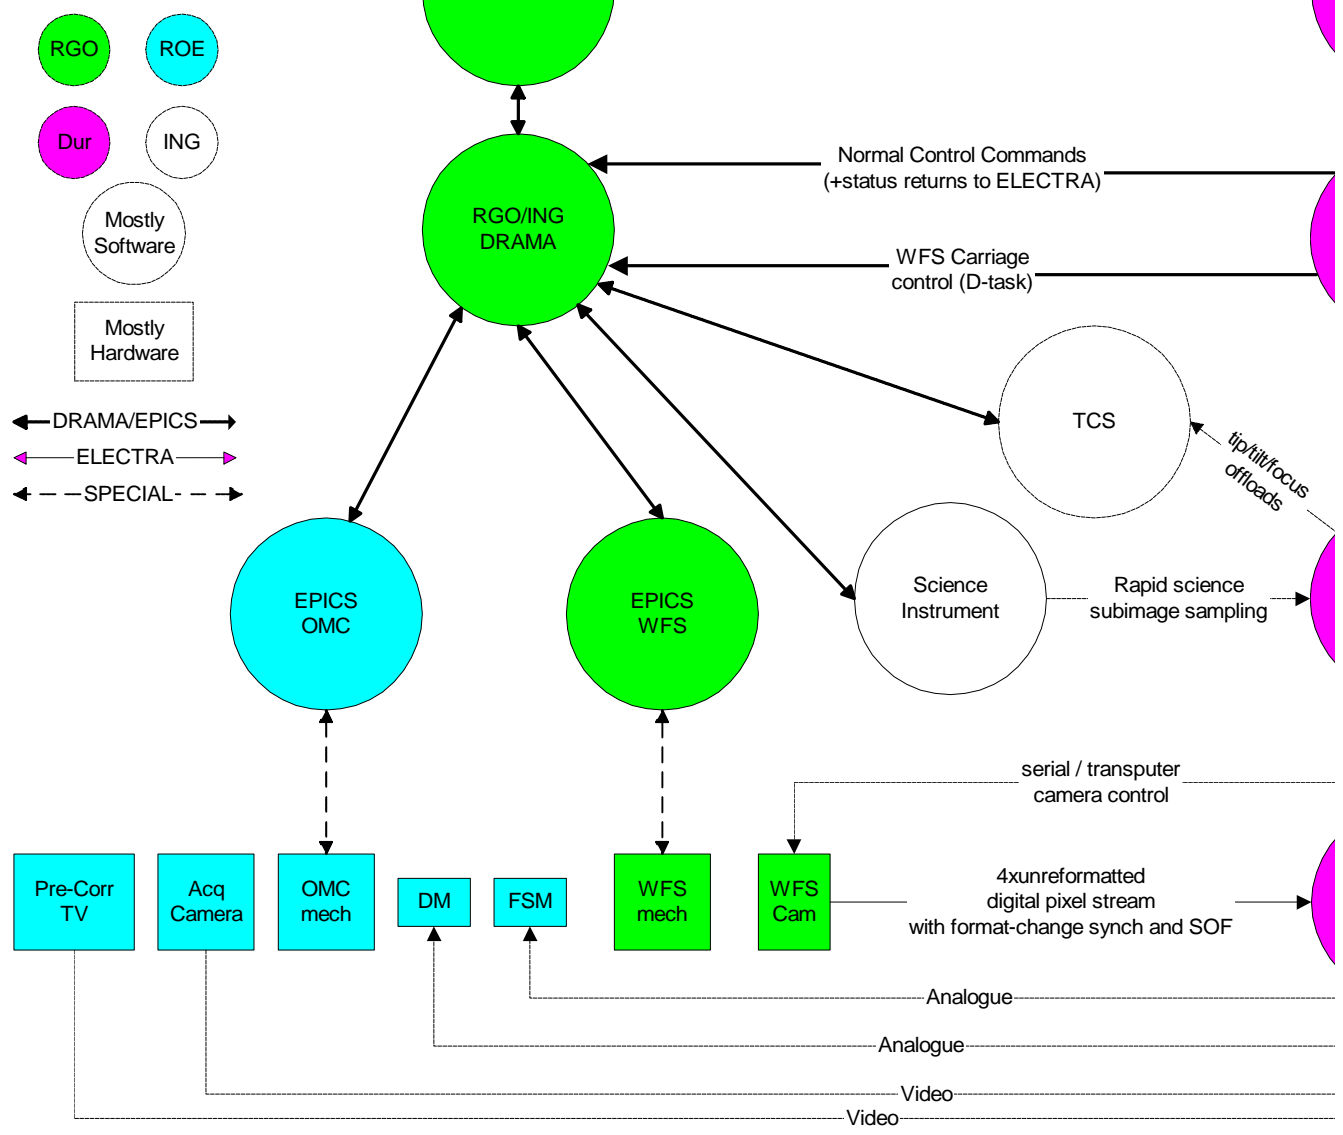 RGO
ROE
Dur
ING
Mostly
Software
Mostly
Hardware
DRAMA/EPICS
ELECTRA
SPECIAL
RGO/ING
DRAMA
Normal Control Commands
(+status returns to ELECTRA)
WFS Carriage
control (D-task)
TCS
tip/tilt/focus
offloads
EPICS
OMC
EPICS
WFS
Science
Instrument
Rapid science
subimage sampling
serial / transputer
camera control
Pre-Corr
TV
Acq
Camera
OMC
mech
DM
FSM
WFS
mech
WFS
Cam
4xunreformatted
digital pixel stream
with format-change synch and SOF
Analogue
Analogue
Video
Video